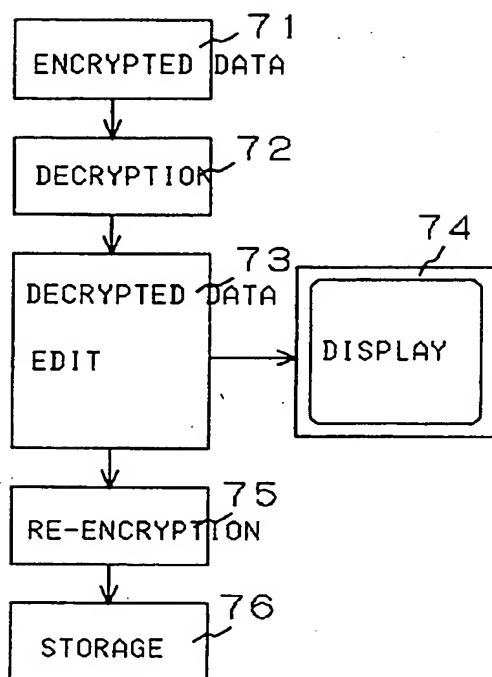 71
ENCRYPTED DATA
72
DECRYPTION
73
74
DECRYPTED DATA
EDIT
DISPLAY
75
RE-ENCRYPTION
76
STORAGE